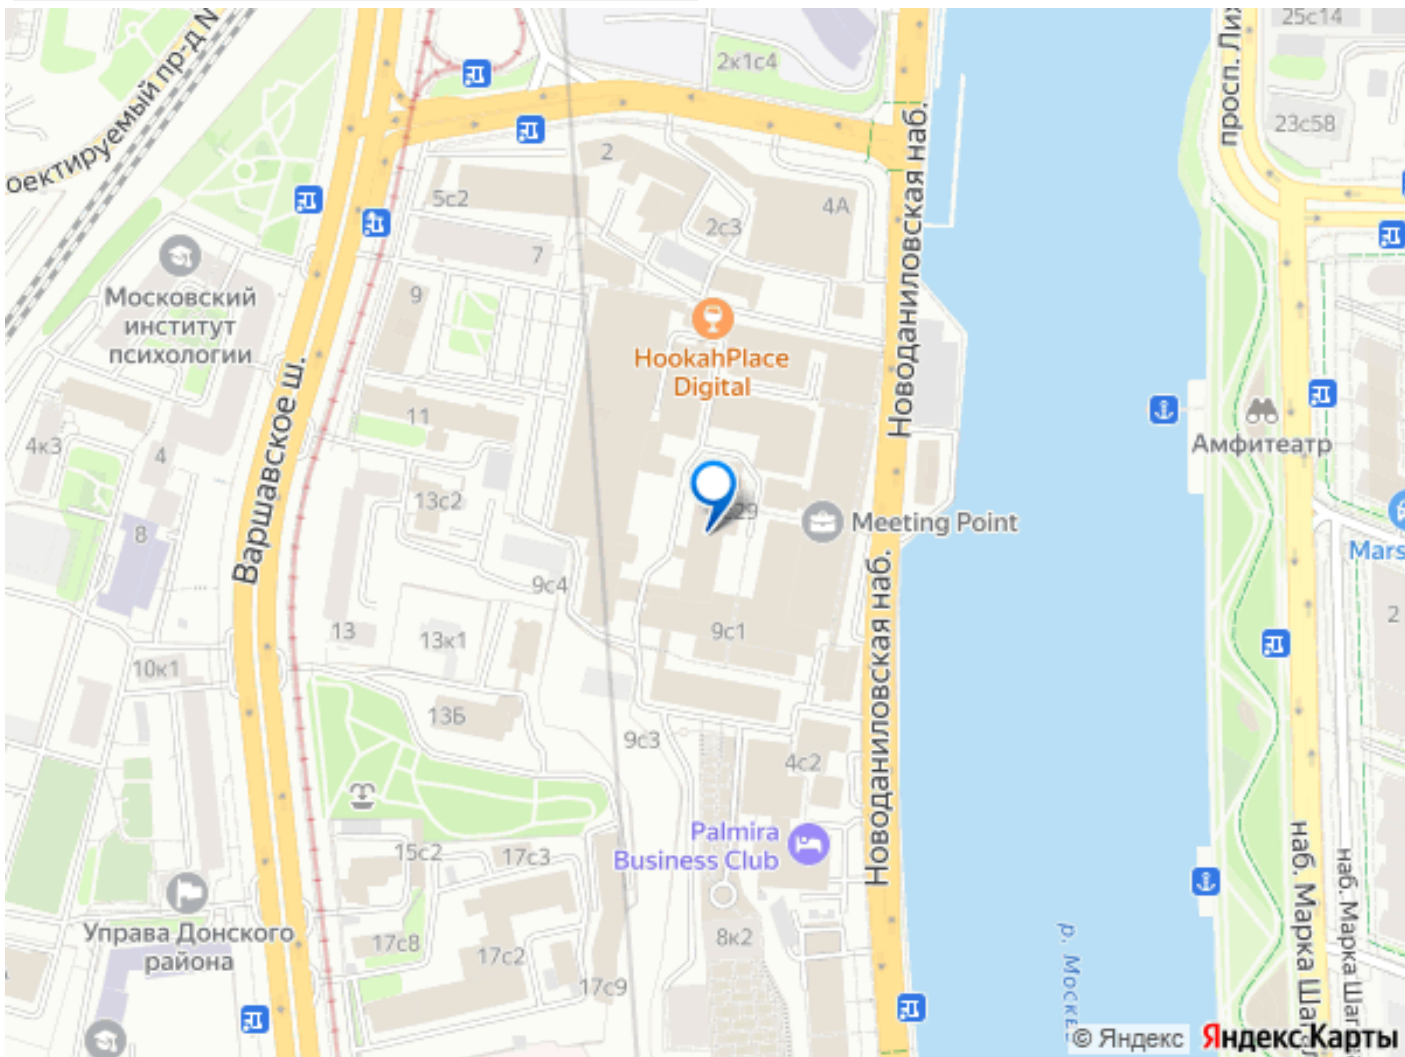 25с14
2к1с4
просп. Лих
оектируемый пр-д N
23с58
Новоданиловская наб.
2
5с2
4А
2с3
7
Московский
институт
психологии
9
HookahPlace
Digital
Варшавское ш.
11
4к3
4
Амфитеатр
13с2
с29
Meeting Point
8
Mars
9с4
Новоданиловская наб.
2
13
13к1
9с1
10к1
13Б
9с3
4с2
Palmira
Business Club
15с2
17с3
наб. Марка Ша
наб. Марка Шаг
Управа Донского
района
17с8
17с2
8к2
17с9
р. Москв
© Яндекс
Яндекс Карты